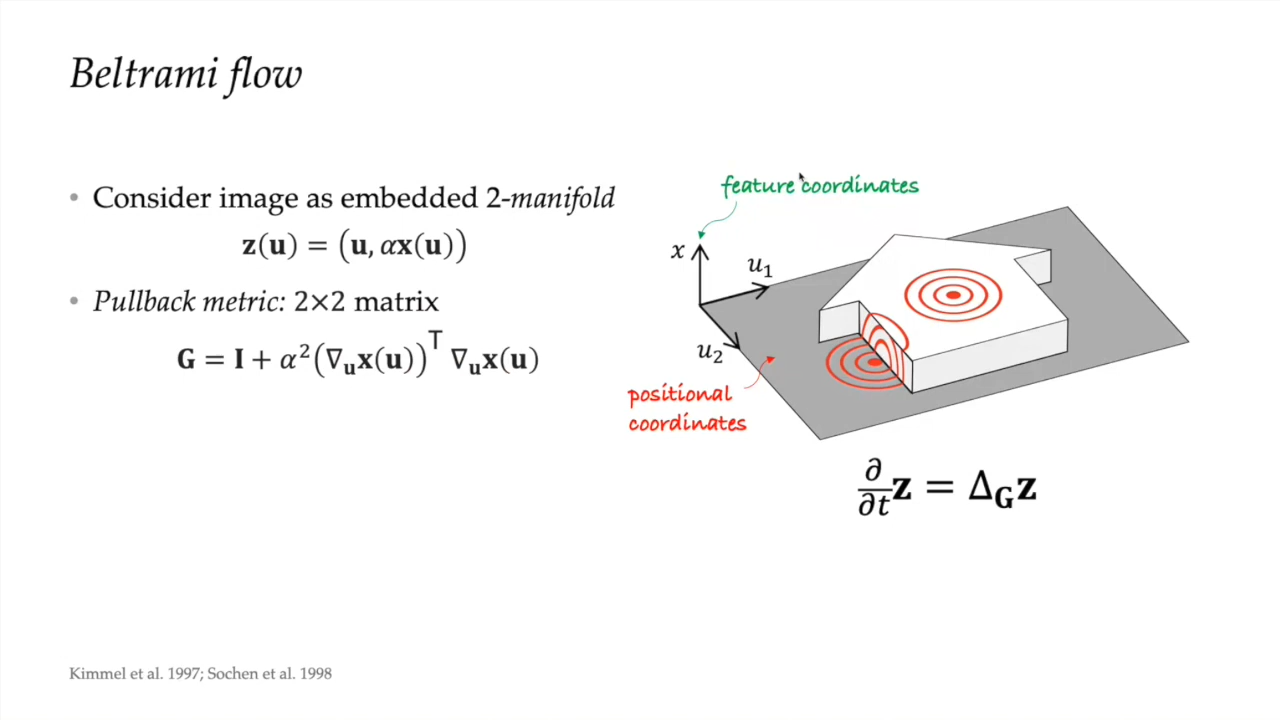 Beltrami flow
• Consider image as embedded 2-manifold
z(u) = (u, αx(u))
• Pullback metric: 2×2 matrix
G = I + α²(∇ᵤx(u))ᵀ ∇ᵤx(u)
feature coordinates
x
u₁
u₂
positional
coordinates
∂/∂t z = Δ_G z
Kimmel et al. 1997; Sochen et al. 1998